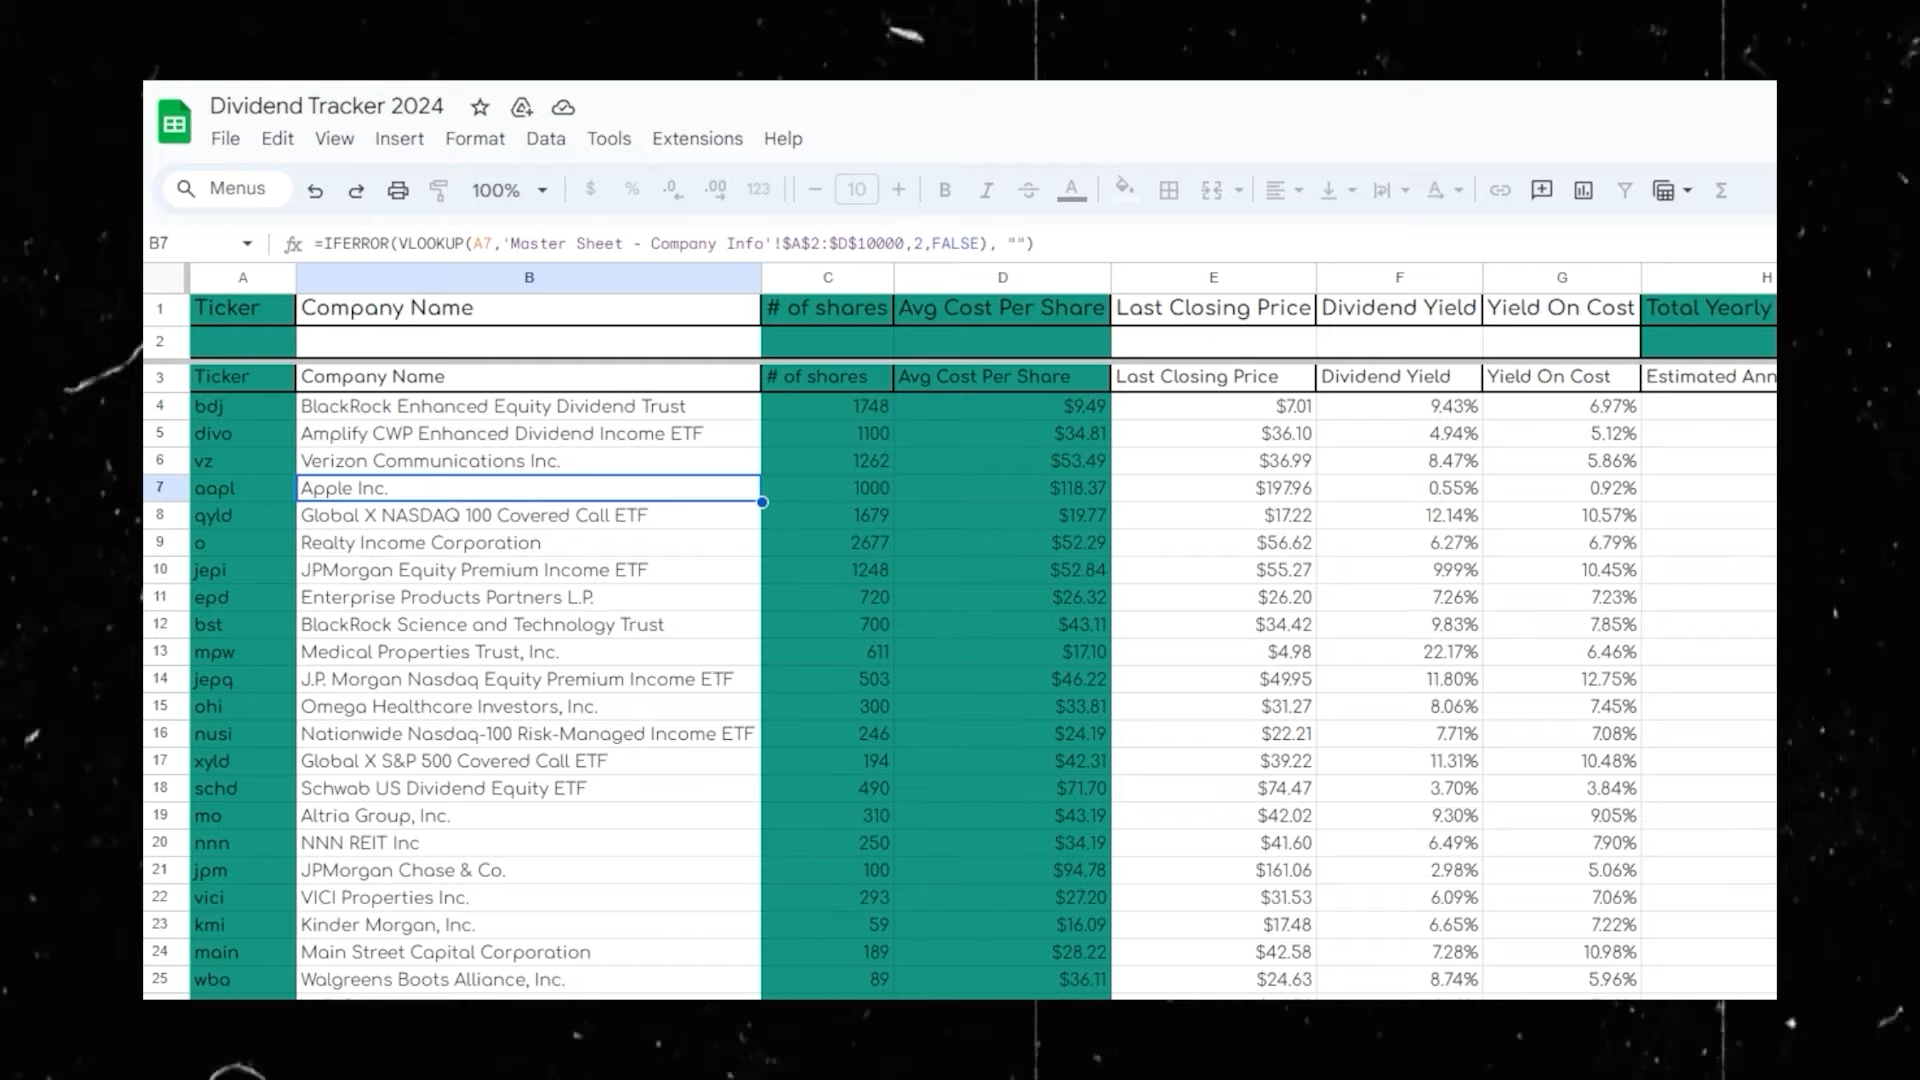 Dividend Tracker 2024
File Edit View Insert Format Data Tools Extensions Help
Menus 100% $ % .0 .00 123 10 B I A
B7 fx =IFERROR(VLOOKUP(A7,'Master Sheet - Company Info'!$A$2:$D$10000,2,FALSE), "")
A B C D E F G H
1 Ticker Company Name # of shares Avg Cost Per Share Last Closing Price Dividend Yield Yield On Cost Total Yearly
2
3 Ticker Company Name # of shares Avg Cost Per Share Last Closing Price Dividend Yield Yield On Cost Estimated Ann
4 bdj BlackRock Enhanced Equity Dividend Trust 1748 $9.49 $7.01 9.43% 6.97%
5 divo Amplify CWP Enhanced Dividend Income ETF 1100 $34.81 $36.10 4.94% 5.12%
6 vz Verizon Communications Inc. 1262 $53.49 $36.99 8.47% 5.86%
7 aapl Apple Inc. 1000 $118.37 $197.96 0.55% 0.92%
8 qyld Global X NASDAQ 100 Covered Call ETF 1679 $19.77 $17.22 12.14% 10.57%
9 o Realty Income Corporation 2677 $52.29 $56.62 6.27% 6.79%
10 jepi JPMorgan Equity Premium Income ETF 1248 $52.84 $55.27 9.99% 10.45%
11 epd Enterprise Products Partners L.P. 720 $26.32 $26.20 7.26% 7.23%
12 bst BlackRock Science and Technology Trust 700 $43.11 $34.42 9.83% 7.85%
13 mpw Medical Properties Trust, Inc. 611 $17.10 $4.98 22.17% 6.46%
14 jepq J.P. Morgan Nasdaq Equity Premium Income ETF 503 $46.22 $49.95 11.80% 12.75%
15 ohi Omega Healthcare Investors, Inc. 300 $33.81 $31.27 8.06% 7.45%
16 nusi Nationwide Nasdaq-100 Risk-Managed Income ETF 246 $24.19 $22.21 7.71% 7.08%
17 xyld Global X S&P 500 Covered Call ETF 194 $42.31 $39.22 11.31% 10.48%
18 schd Schwab US Dividend Equity ETF 490 $71.70 $74.47 3.70% 3.84%
19 mo Altria Group, Inc. 310 $43.19 $42.02 9.30% 9.05%
20 nnn NNN REIT Inc 250 $34.19 $41.60 6.49% 7.90%
21 jpm JPMorgan Chase & Co. 100 $94.78 $161.06 2.98% 5.06%
22 vici VICI Properties Inc. 293 $27.20 $31.53 6.09% 7.06%
23 kmi Kinder Morgan, Inc. 59 $16.09 $17.48 6.65% 7.22%
24 main Main Street Capital Corporation 189 $28.22 $42.58 7.28% 10.98%
25 wba Walgreens Boots Alliance, Inc. 89 $36.11 $24.63 8.74% 5.96%